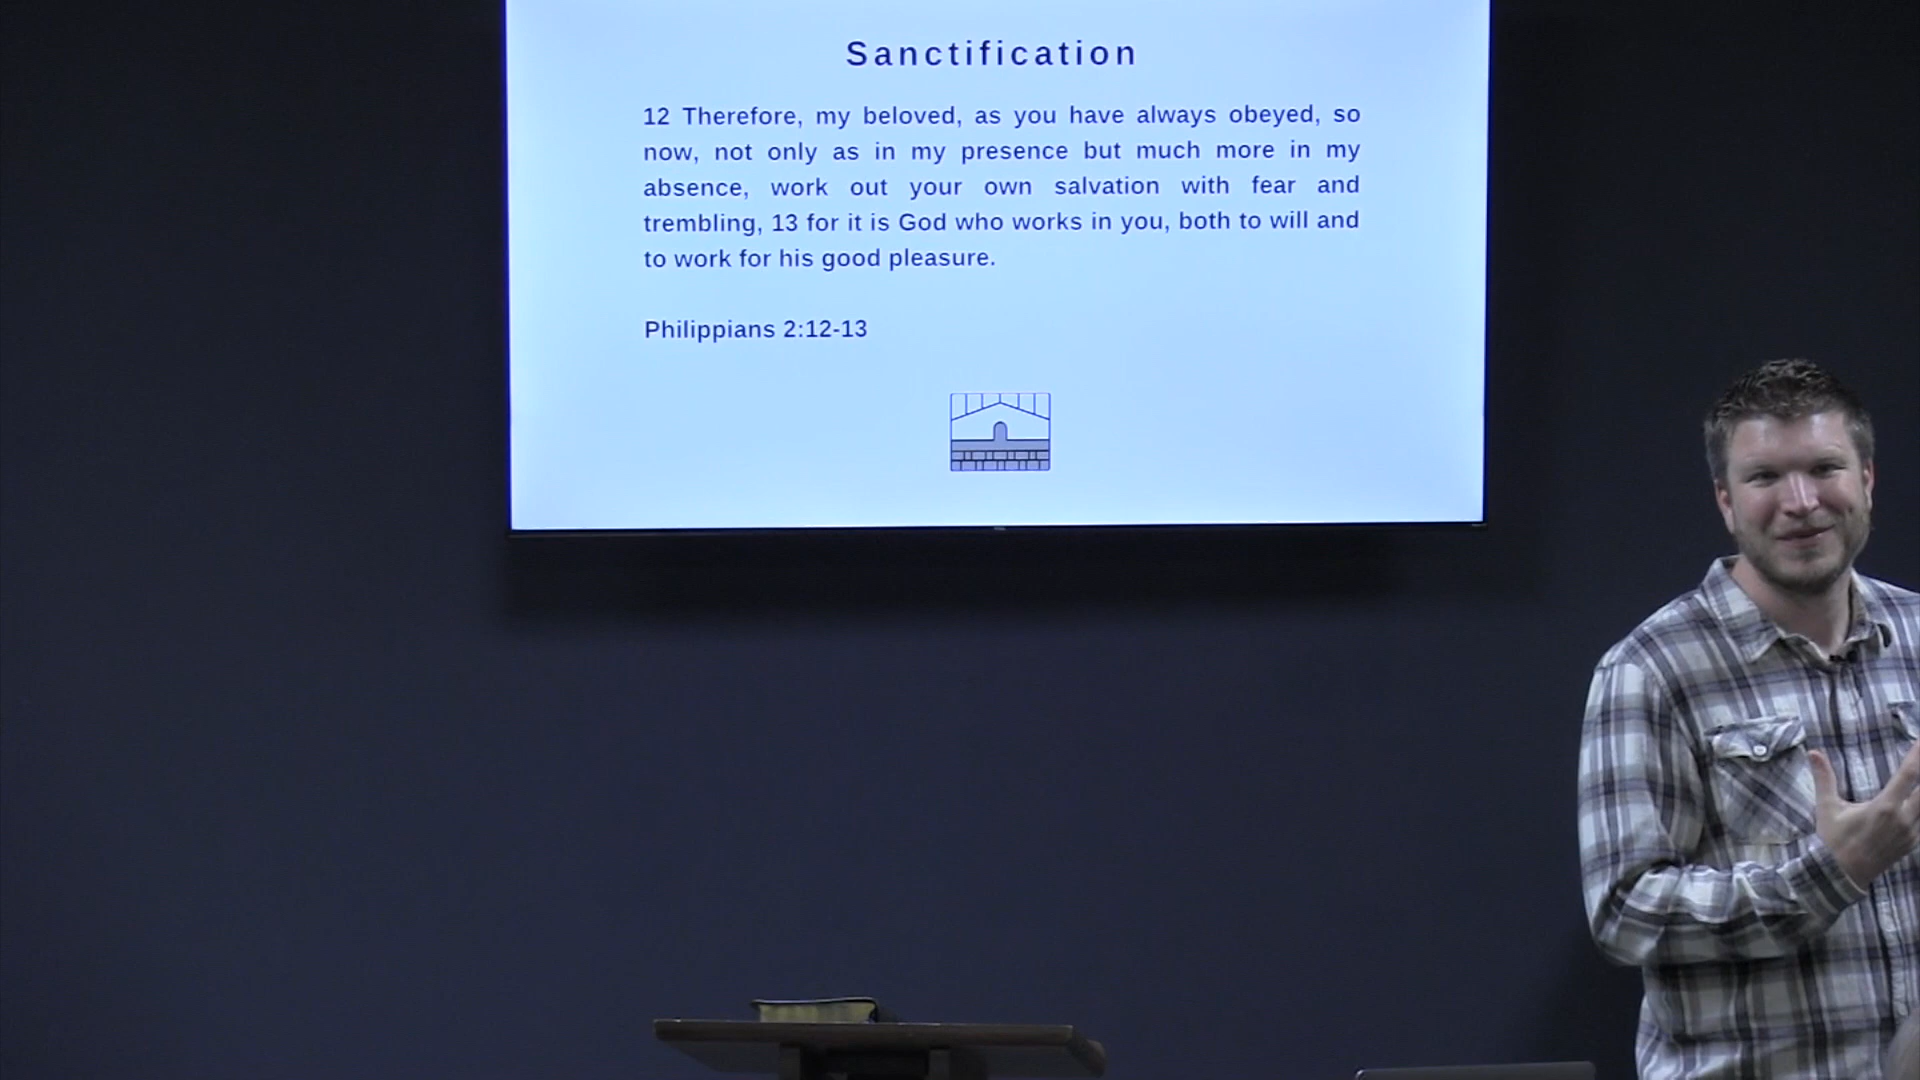 Sanctification
12 Therefore, my beloved, as you have always obeyed, so
now, not only as in my presence but much more in my
absence, work out your own salvation with fear and
trembling, 13 for it is God who works in you, both to will and
to work for his good pleasure.
Philippians 2:12-13